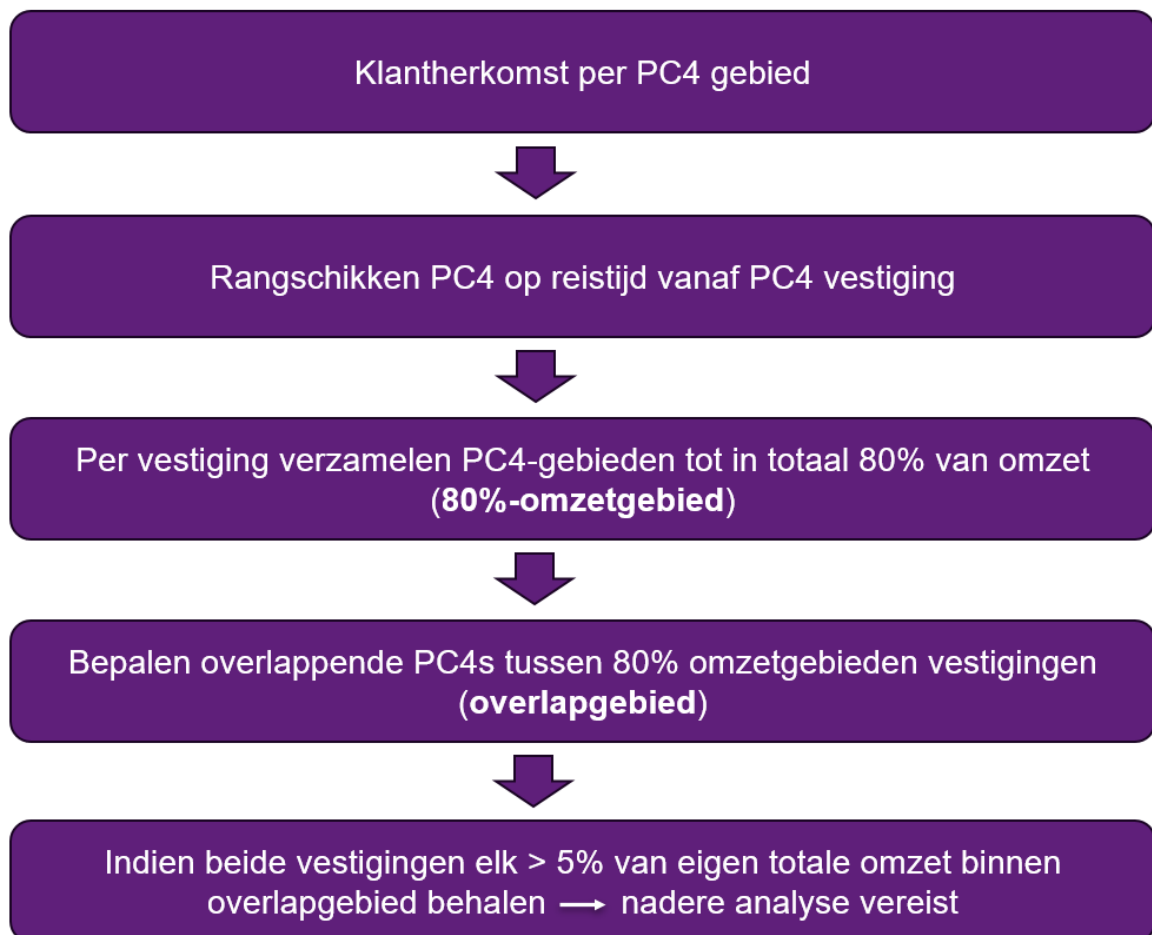 Klantherkomst per PC4 gebied
Rangschikken PC4 op reistijd vanaf PC4 vestiging
Per vestiging verzamelen PC4-gebieden tot in totaal 80% van omzet
(80%-omzetgebied)
Bepalen overlappende PC4s tussen 80% omzetgebieden vestigingen
(overlapgebied)
Indien beide vestigingen elk > 5% van eigen totale omzet binnen
overlapgebied behalen → nadere analyse vereist